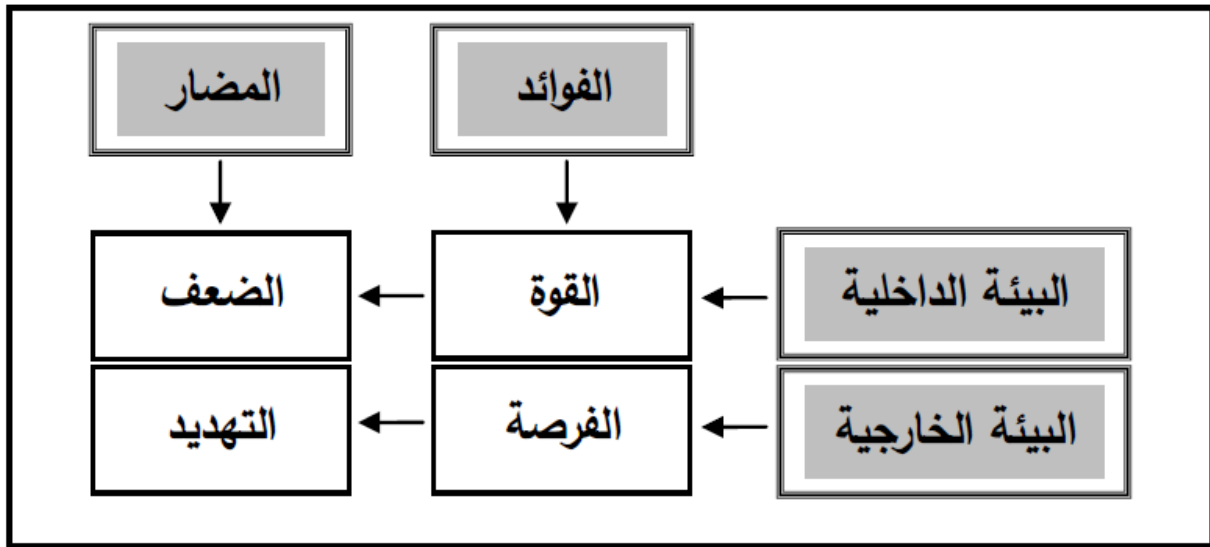 الفوائد
المضار
البيئة الداخلية
القوة
الضعف
البيئة الخارجية
الفرصة
التهديد